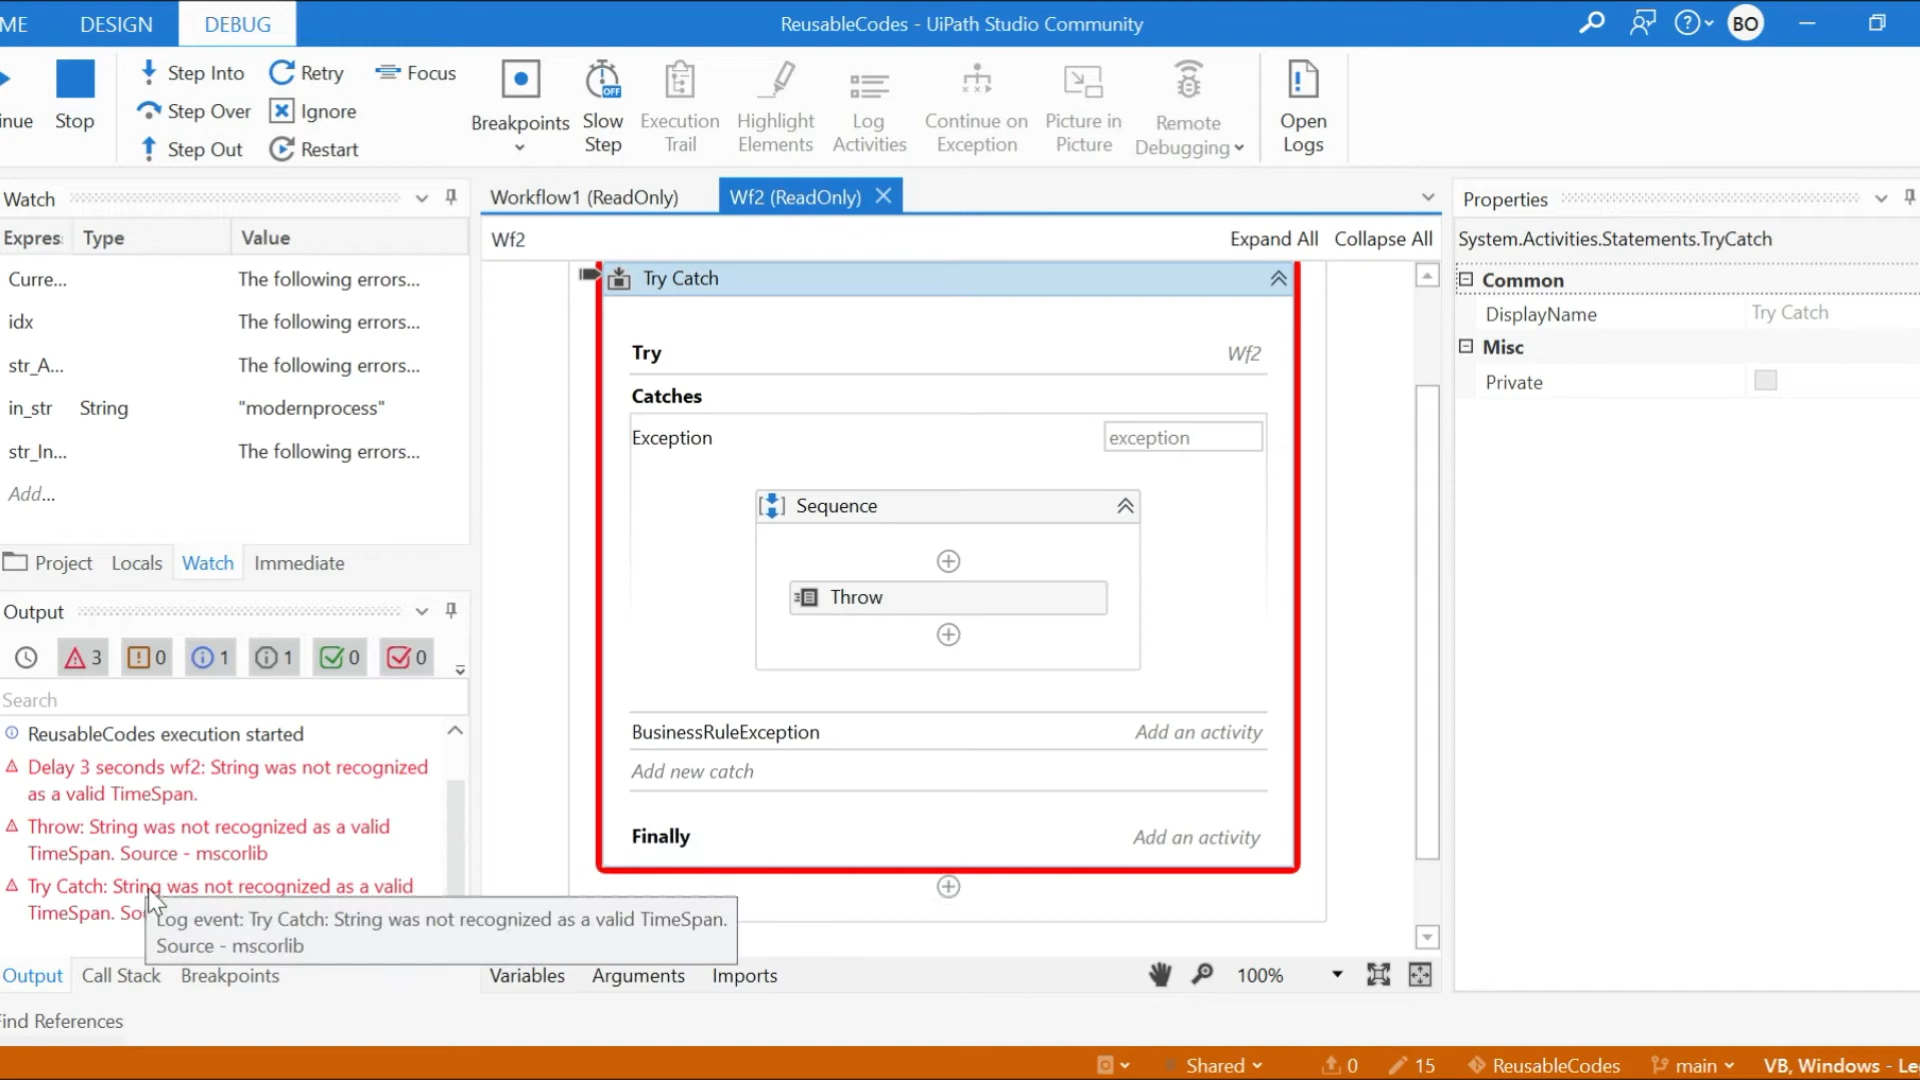 ME DESIGN DEBUG ReusableCodes - UiPath Studio Community BO
Step Into Retry Focus
inue Stop Step Over Ignore
Step Out Restart
Breakpoints Slow Step Execution Trail Highlight Elements Log Activities Continue on Exception Picture in Picture Remote Debugging Open Logs
OFF
Watch
Expres: Type Value
Curre... The following errors...
idx The following errors...
str_A... The following errors...
in_str String "modernprocess"
str_In... The following errors...
Add...
Project Locals Watch Immediate
Output
3 0 1 1 0 0
Search
ReusableCodes execution started
Delay 3 seconds wf2: String was not recognized
as a valid TimeSpan.
Throw: String was not recognized as a valid
TimeSpan. Source - mscorlib
Try Catch: String was not recognized as a valid
TimeSpan. Sou
Log event: Try Catch: String was not recognized as a valid TimeSpan.
Source - mscorlib
Output Call Stack Breakpoints
Find References
Workflow1 (ReadOnly) Wf2 (ReadOnly)
Wf2 Expand All Collapse All
Try Catch
Try Wf2
Catches
Exception exception
Sequence
Throw
BusinessRuleException Add an activity
Add new catch
Finally Add an activity
Variables Arguments Imports 100%
Properties
System.Activities.Statements.TryCatch
Common
DisplayName Try Catch
Misc
Private
Shared 0 15 ReusableCodes main VB, Windows - Le